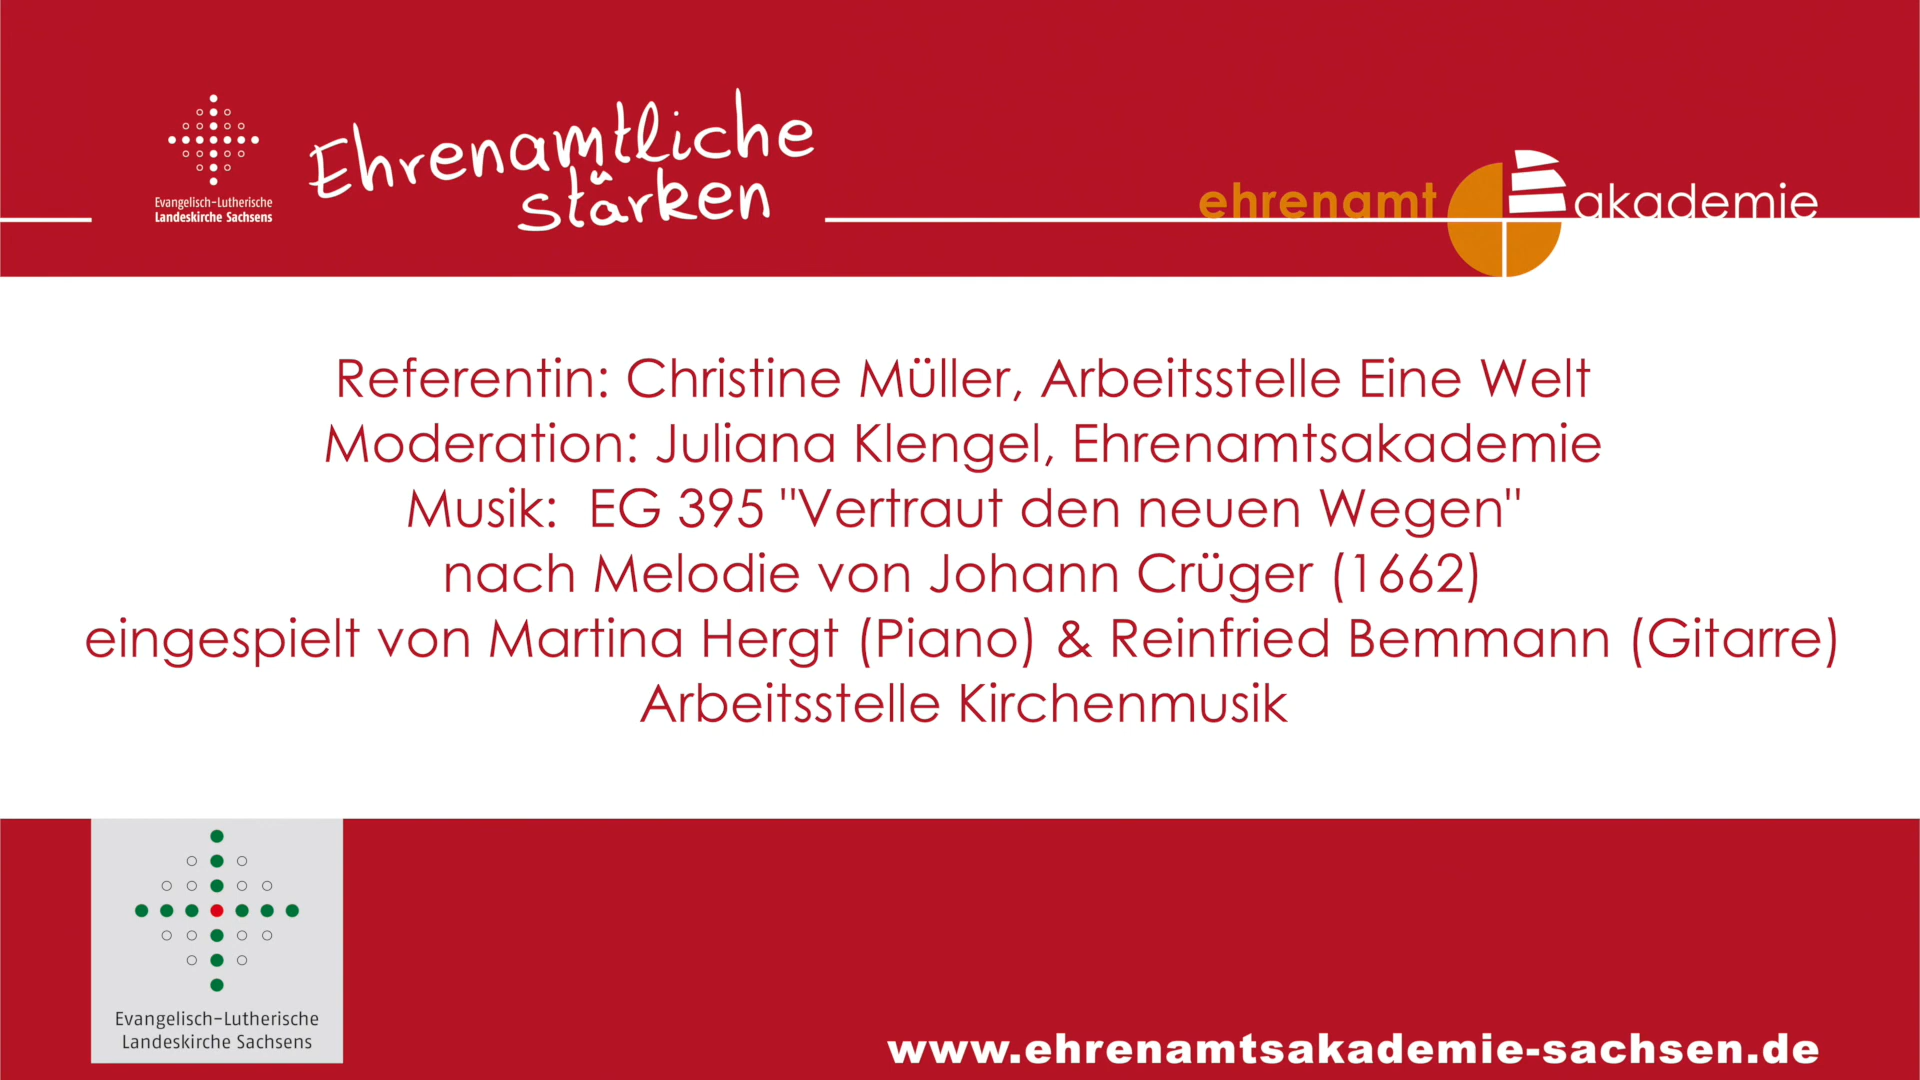 Evangelisch-Lutherische
Landeskirche Sachsens
Ehrenamtliche
stärken
ehrenamt akademie
Referentin: Christine Müller, Arbeitsstelle Eine Welt
Moderation: Juliana Klengel, Ehrenamtsakademie
Musik:  EG 395 "Vertraut den neuen Wegen"
nach Melodie von Johann Crüger (1662)
eingespielt von Martina Hergt (Piano) & Reinfried Bemmann (Gitarre)
Arbeitsstelle Kirchenmusik
Evangelisch-Lutherische
Landeskirche Sachsens
www.ehrenamtsakademie-sachsen.de